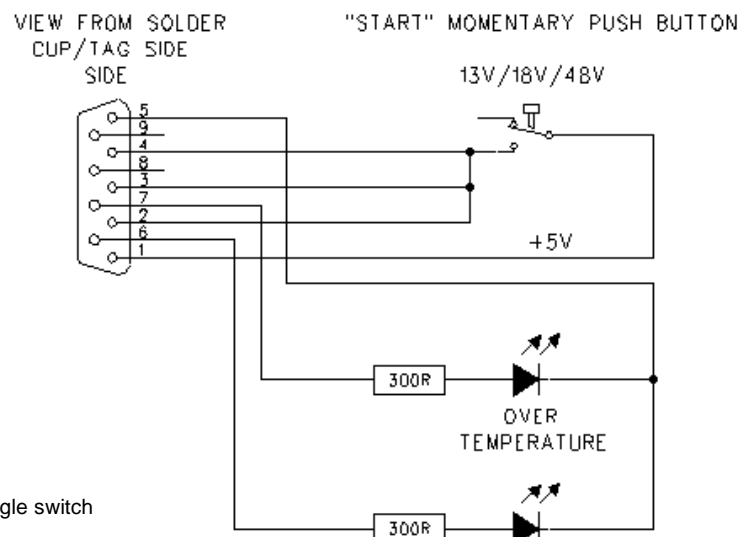 VIEW FROM SOLDER
CUP/TAG SIDE
SIDE
"START" MOMENTARY PUSH BUTTON
13V/18V/48V
5
9
4
8
3
7
2
6
1
+5V
300R
OVER
TEMPERATURE
gle switch
300R